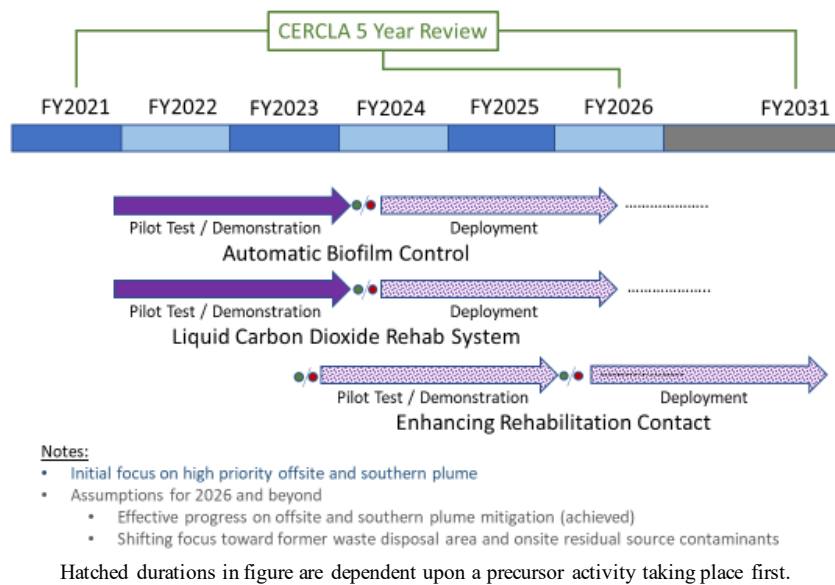 CERCLA 5 Year Review
FY2021 FY2022 FY2023 FY2024 FY2025 FY2026 FY2031
Pilot Test / Demonstration Deployment
Automatic Biofilm Control
Pilot Test / Demonstration Deployment
Liquid Carbon Dioxide Rehab System
Pilot Test / Demonstration Deployment
Enhancing Rehabilitation Contact
Notes:
• Initial focus on high priority offsite and southern plume
• Assumptions for 2026 and beyond
• Effective progress on offsite and southern plume mitigation (achieved)
• Shifting focus toward former waste disposal area and onsite residual source contaminants
Hatched durations in figure are dependent upon a precursor activity taking place first.